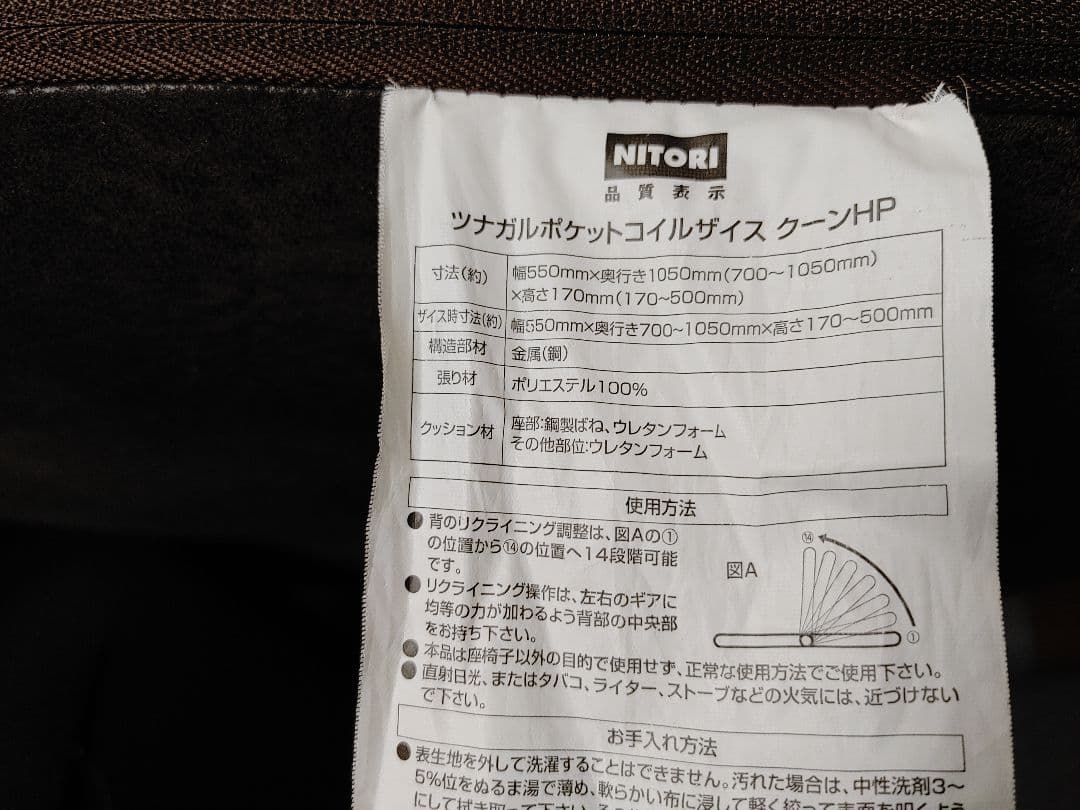 NITORI
品質表示
ツナガルポケットコイルザイス クーンHP
寸法(約) 幅550mm×奥行き1050mm(700〜1050mm)
×高さ170mm(170〜500mm)
ザイス時寸法(約) 幅550mm×奥行き700〜1050mm×高さ170〜500mm
構造部材 金属(鋼)
張り材 ポリエステル100%
クッション材 座部:鋼製ばね、ウレタンフォーム
その他部位:ウレタンフォーム
使用方法
●背のリクライニング調整は、図Aの①
の位置から⑭の位置へ14段階可能
です。
●リクライニング操作は、左右のギアに
均等の力が加わるよう背部の中央部
をお持ち下さい。
図A
⑭
①
●本品は座椅子以外の目的で使用せず、正常な使用方法でご使用下さい。
●直射日光、またはタバコ、ライター、ストーブなどの火気には、近づけない
で下さい。
お手入れ方法
●表生地を外して洗濯することはできません。汚れた場合は、中性洗剤3〜
5%位をぬるま湯で薄め、軟らかい布に浸して軽く絞って表面を